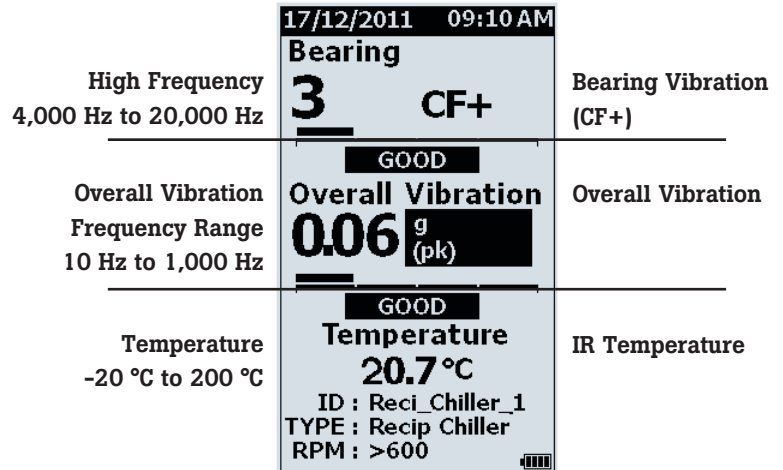 17/12/2011 09:10 AM
Bearing
High Frequency
4,000 Hz to 20,000 Hz
3 CF+
Bearing Vibration
(CF+)
GOOD
Overall Vibration
Frequency Range
10 Hz to 1,000 Hz
Overall Vibration
0.06 g
(pk)
Overall Vibration
GOOD
Temperature
-20 °C to 200 °C
Temperature
20.7 °C
IR Temperature
ID : Reci_Chiller_1
TYPE : Recip Chiller
RPM : >600